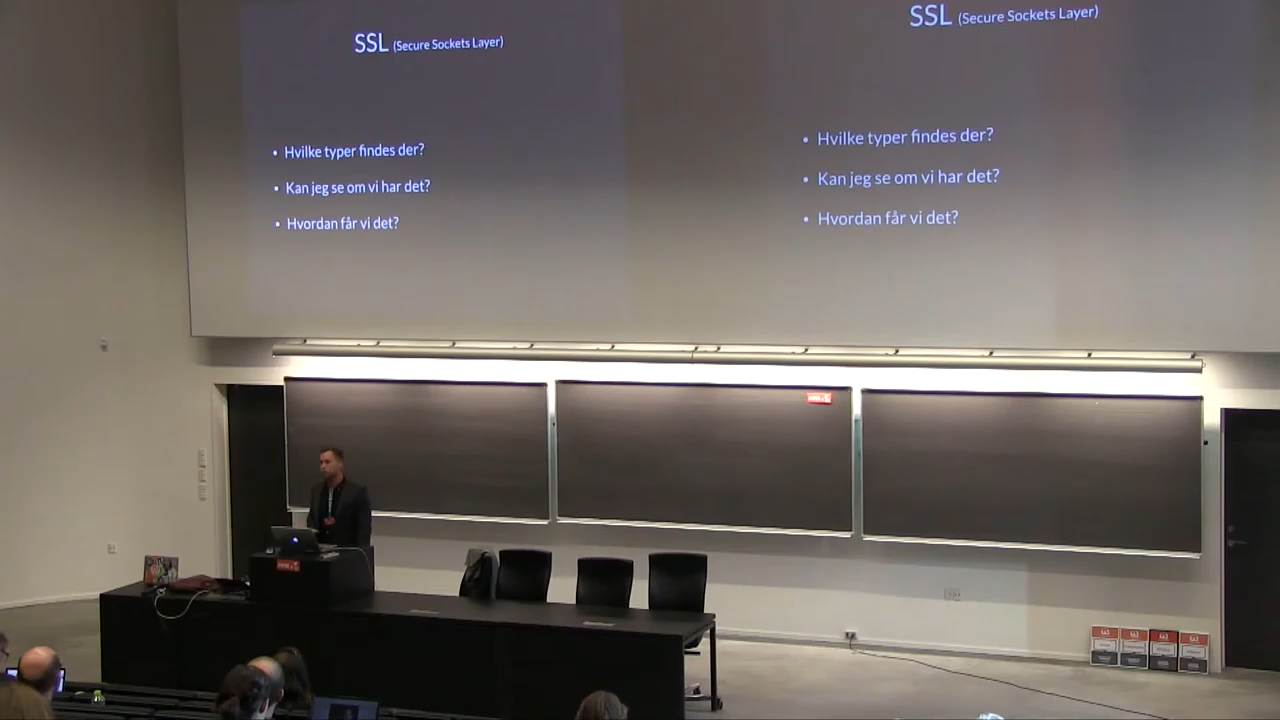 SSL (Secure Sockets Layer)
• Hvilke typer findes der?
• Kan jeg se om vi har det?
• Hvordan får vi det?
SSL (Secure Sockets Layer)
• Hvilke typer findes der?
• Kan jeg se om vi har det?
• Hvordan får vi det?